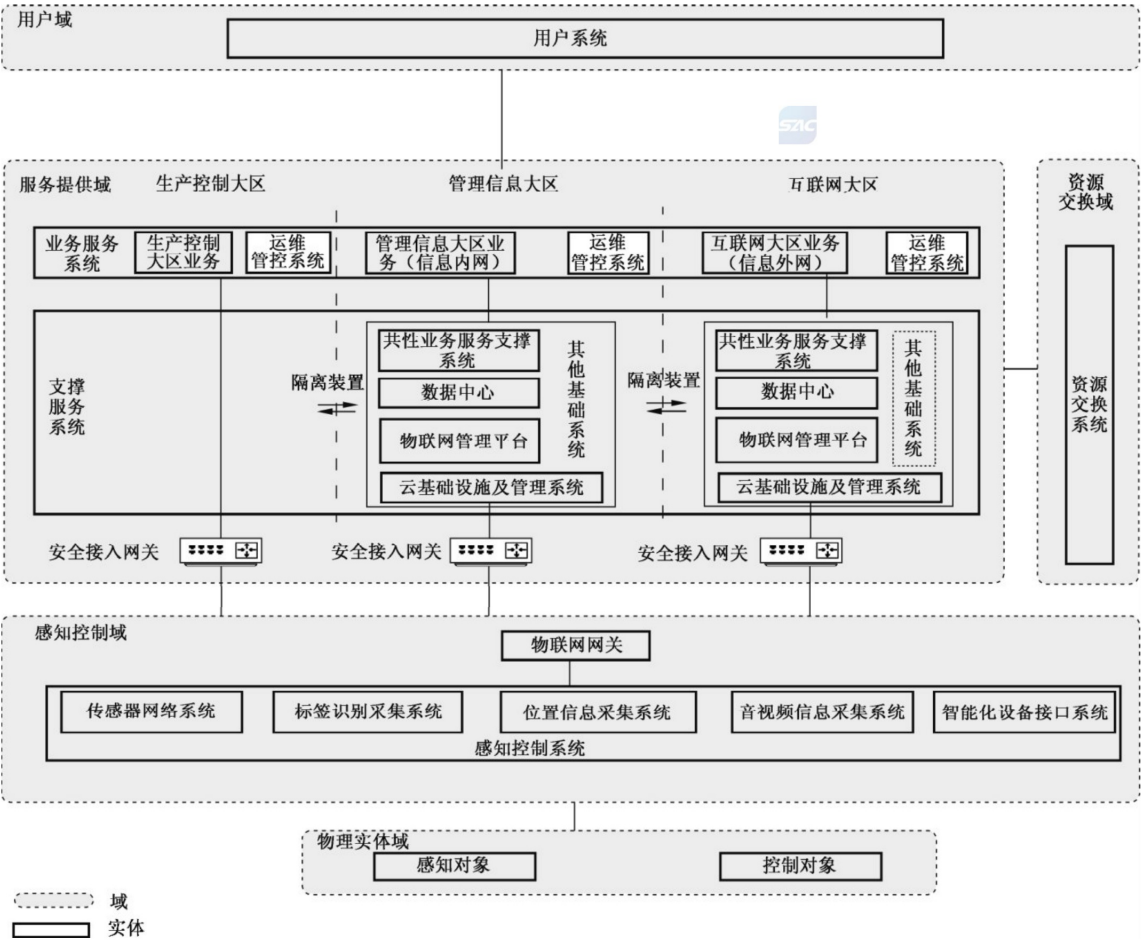 用户域
用户系统
SAC
服务提供域
生产控制大区
管理信息大区
互联网大区
资源
交换域
业务服务
系统
生产控制
大区业务
运维
管控系统
管理信息大区业
务（信息内网）
运维
管控系统
互联网大区业务
（信息外网）
运维
管控系统
支撑
服务
系统
隔离装置
共性业务服务支撑
系统
数据中心
物联网管理平台
其他基础系统
云基础设施及管理系统
隔离装置
共性业务服务支撑
系统
数据中心
物联网管理平台
其他基础系统
云基础设施及管理系统
资源
交换
系统
安全接入网关
安全接入网关
安全接入网关
感知控制域
物联网网关
传感器网络系统
标签识别采集系统
位置信息采集系统
音视频信息采集系统
智能化设备接口系统
感知控制系统
物理实体域
感知对象
控制对象
域
实体